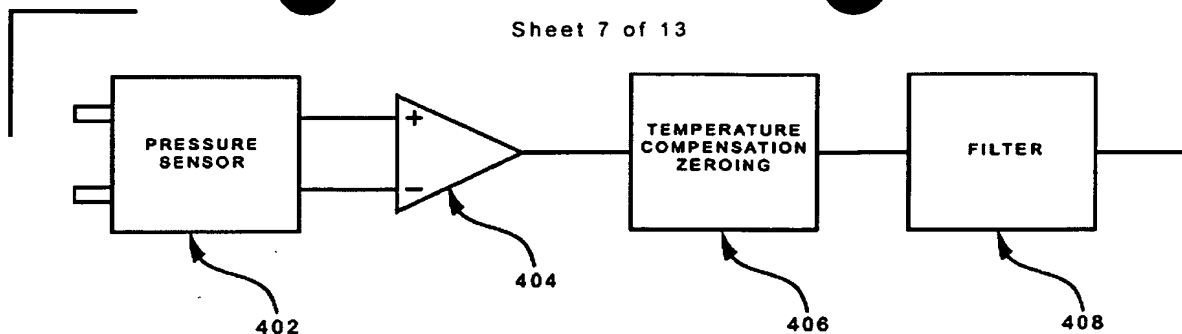 Sheet 7 of 13
PRESSURE
SENSOR
+
−
TEMPERATURE
COMPENSATION
ZEROING
FILTER
402
404
406
408